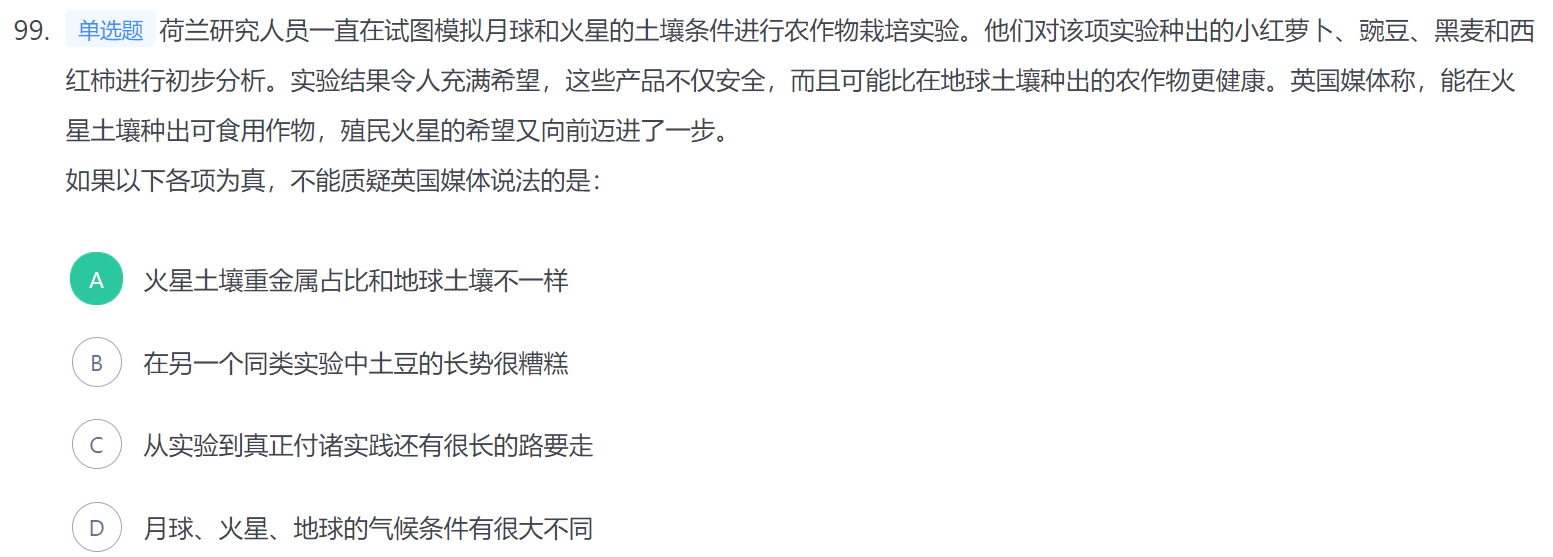 99. 单选题 荷兰研究人员一直在试图模拟月球和火星的土壤条件进行农作物栽培实验。他们对该项实验种出的小红萝卜、豌豆、黑麦和西
红柿进行初步分析。实验结果令人充满希望，这些产品不仅安全，而且可能比在地球土壤种出的农作物更健康。英国媒体称，能在火
星土壤种出可食用作物，殖民火星的希望又向前迈进了一步。
如果以下各项为真，不能质疑英国媒体说法的是：
A 火星土壤重金属占比和地球土壤不一样
B 在另一个同类实验中土豆的长势很糟糕
C 从实验到真正付诸实践还有很长的路要走
D 月球、火星、地球的气候条件有很大不同